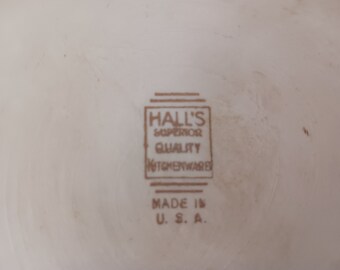 HALL'S
SUPERIOR
QUALITY
KITCHENWARE
MADE IN
U. S. A.